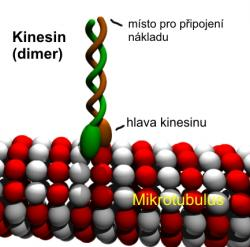 Kinesin
(dimer)
místo pro připojení
nákladu
hlava kinesinu
Mikrotubulus